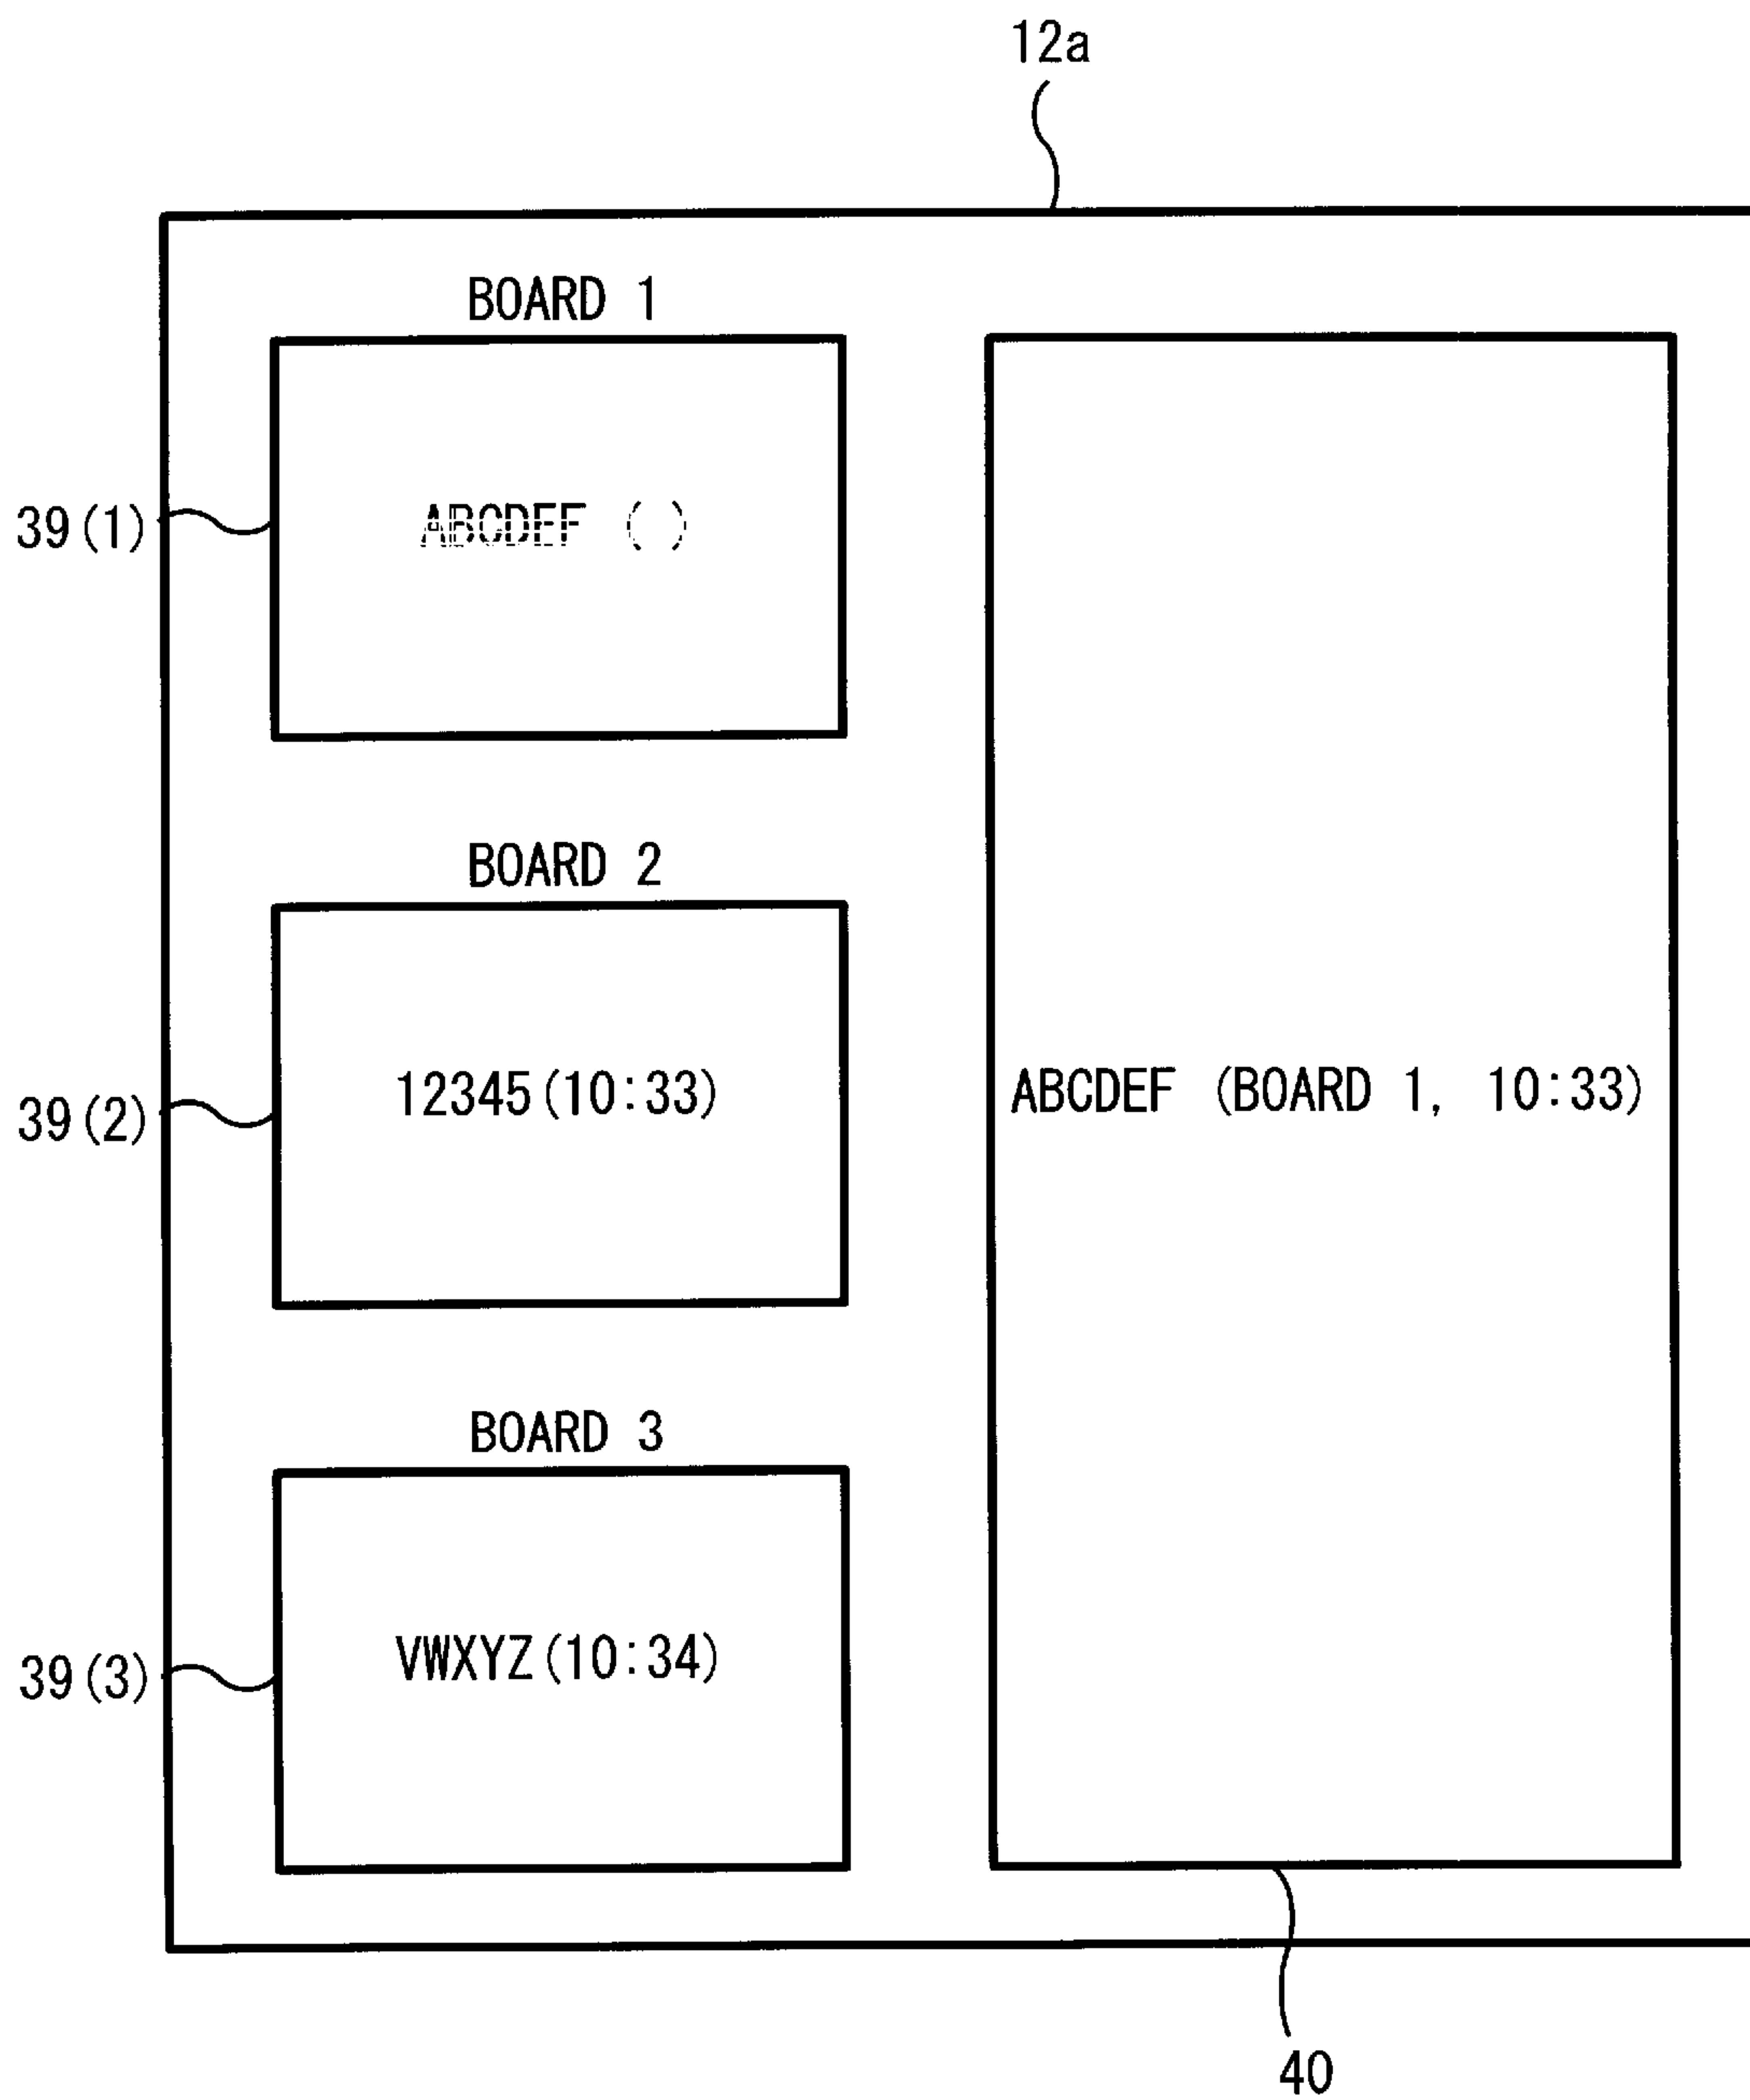 12a
BOARD 1
39(1)
ABCDEF ( )
BOARD 2
39(2)
12345(10:33)
ABCDEF (BOARD 1, 10:33)
BOARD 3
39(3)
VWXYZ(10:34)
40